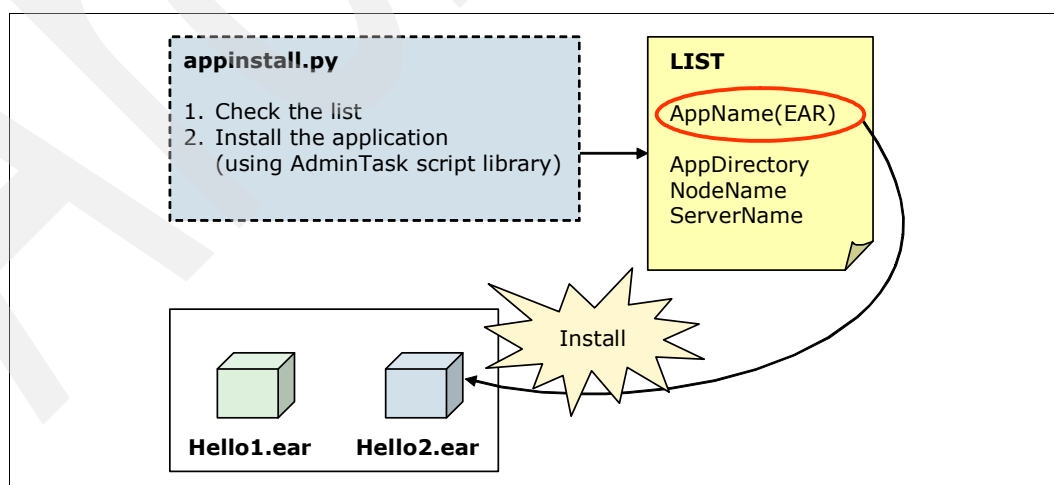 appinstall.py
1. Check the list
2. Install the application
(using AdminTask script library)
LIST
AppName(EAR)
AppDirectory
NodeName
ServerName
Install
Hello1.ear
Hello2.ear